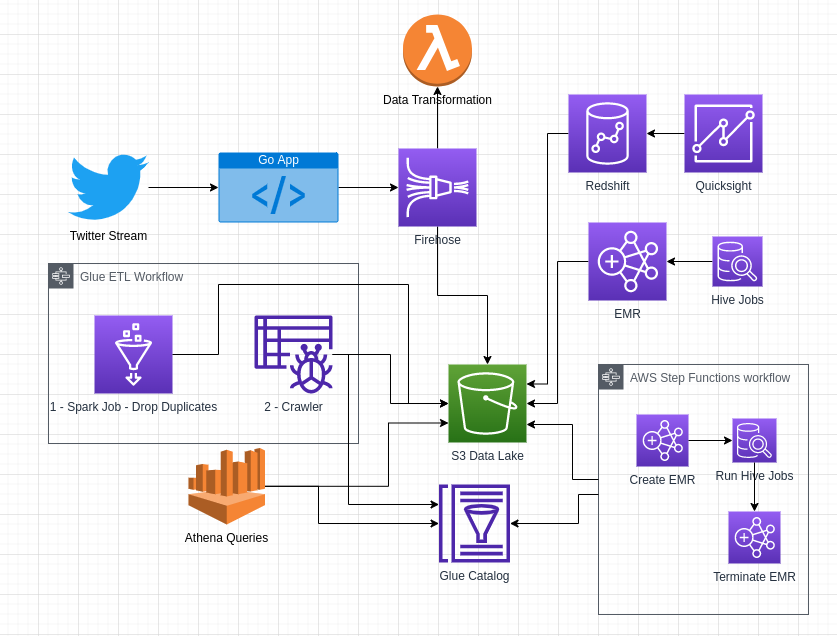 Data Transformation
Go App
Redshift
Quicksight
Twitter Stream
Firehose
Glue ETL Workflow
EMR
Hive Jobs
AWS Step Functions workflow
1 - Spark Job - Drop Duplicates
2 - Crawler
S3 Data Lake
Create EMR
Run Hive Jobs
Athena Queries
Glue Catalog
Terminate EMR